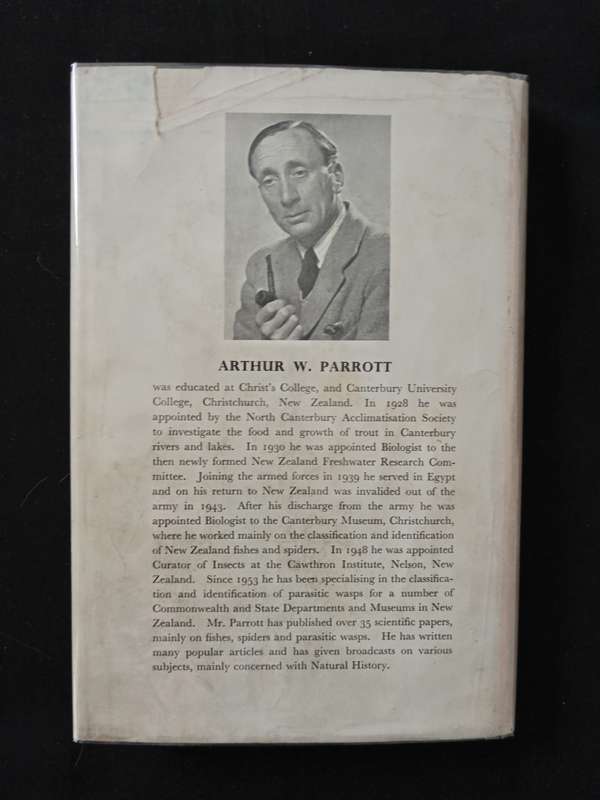 ARTHUR W. PARROTT
was educated at Christ's College, and Canterbury University
College, Christchurch, New Zealand. In 1928 he was
appointed by the North Canterbury Acclimatisation Society
to investigate the food and growth of trout in Canterbury
rivers and lakes. In 1930 he was appointed Biologist to the
then newly formed New Zealand Freshwater Research Com-
mittee. Joining the armed forces in 1939 he served in Egypt
and on his return to New Zealand was invalided out of the
army in 1943. After his discharge from the army he was
appointed Biologist to the Canterbury Museum, Christchurch,
where he worked mainly on the classification and identification
of New Zealand fishes and spiders. In 1948 he was appointed
Curator of Insects at the Cawthron Institute, Nelson, New
Zealand. Since 1953 he has been specialising in the classifica-
tion and identification of parasitic wasps for a number of
Commonwealth and State Departments and Museums in New
Zealand. Mr. Parrott has published over 35 scientific papers,
mainly on fishes, spiders and parasitic wasps. He has written
many popular articles and has given broadcasts on various
subjects, mainly concerned with Natural History.